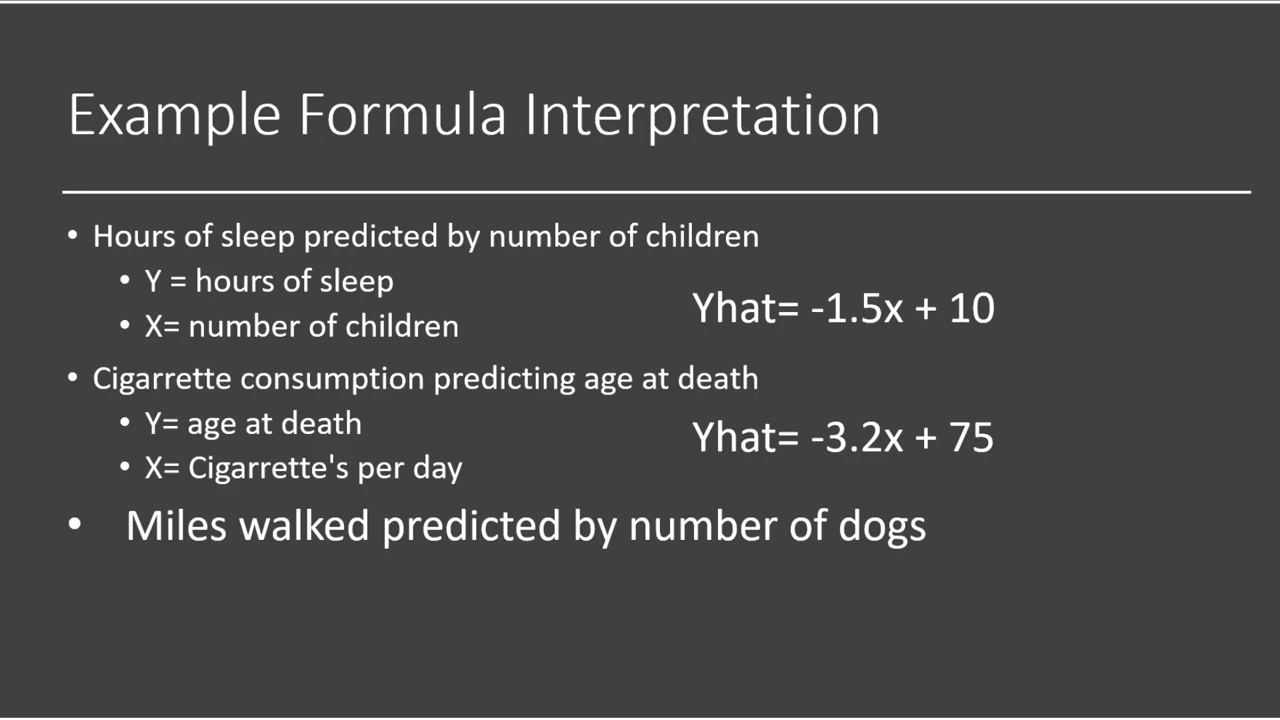 Example Formula Interpretation
• Hours of sleep predicted by number of children
• Y = hours of sleep
• X= number of children
Yhat= -1.5x + 10
• Cigarrette consumption predicting age at death
• Y= age at death
• X= Cigarrette's per day
Yhat= -3.2x + 75
• Miles walked predicted by number of dogs